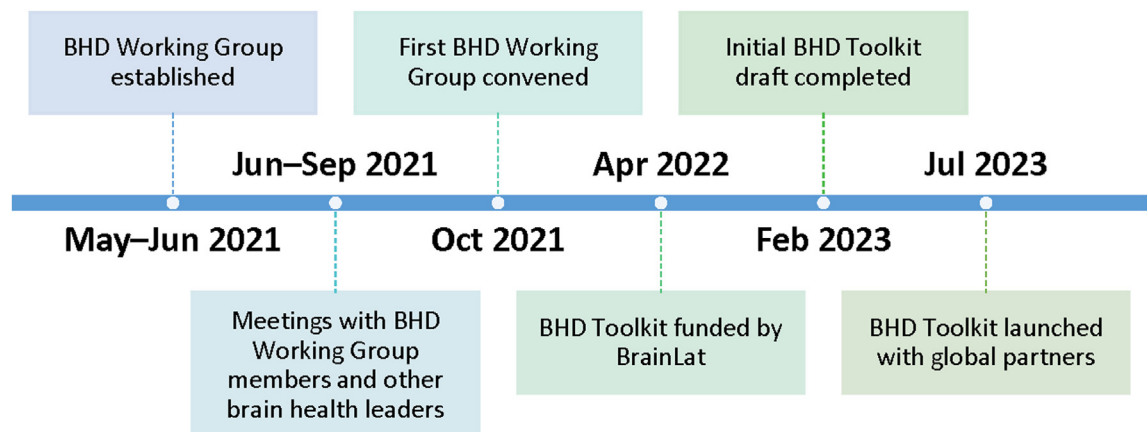 BHD Working Group
established
First BHD Working
Group convened
Initial BHD Toolkit
draft completed
Jun–Sep 2021
Apr 2022
Jul 2023
May–Jun 2021
Oct 2021
Feb 2023
Meetings with BHD
Working Group
members and other
brain health leaders
BHD Toolkit funded by
BrainLat
BHD Toolkit launched
with global partners